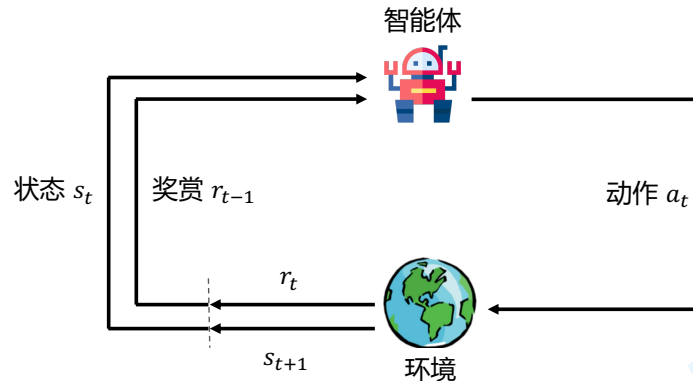 智能体
状态 s_t
奖赏 r_{t−1}
动作 a_t
r_t
s_{t+1}
环境